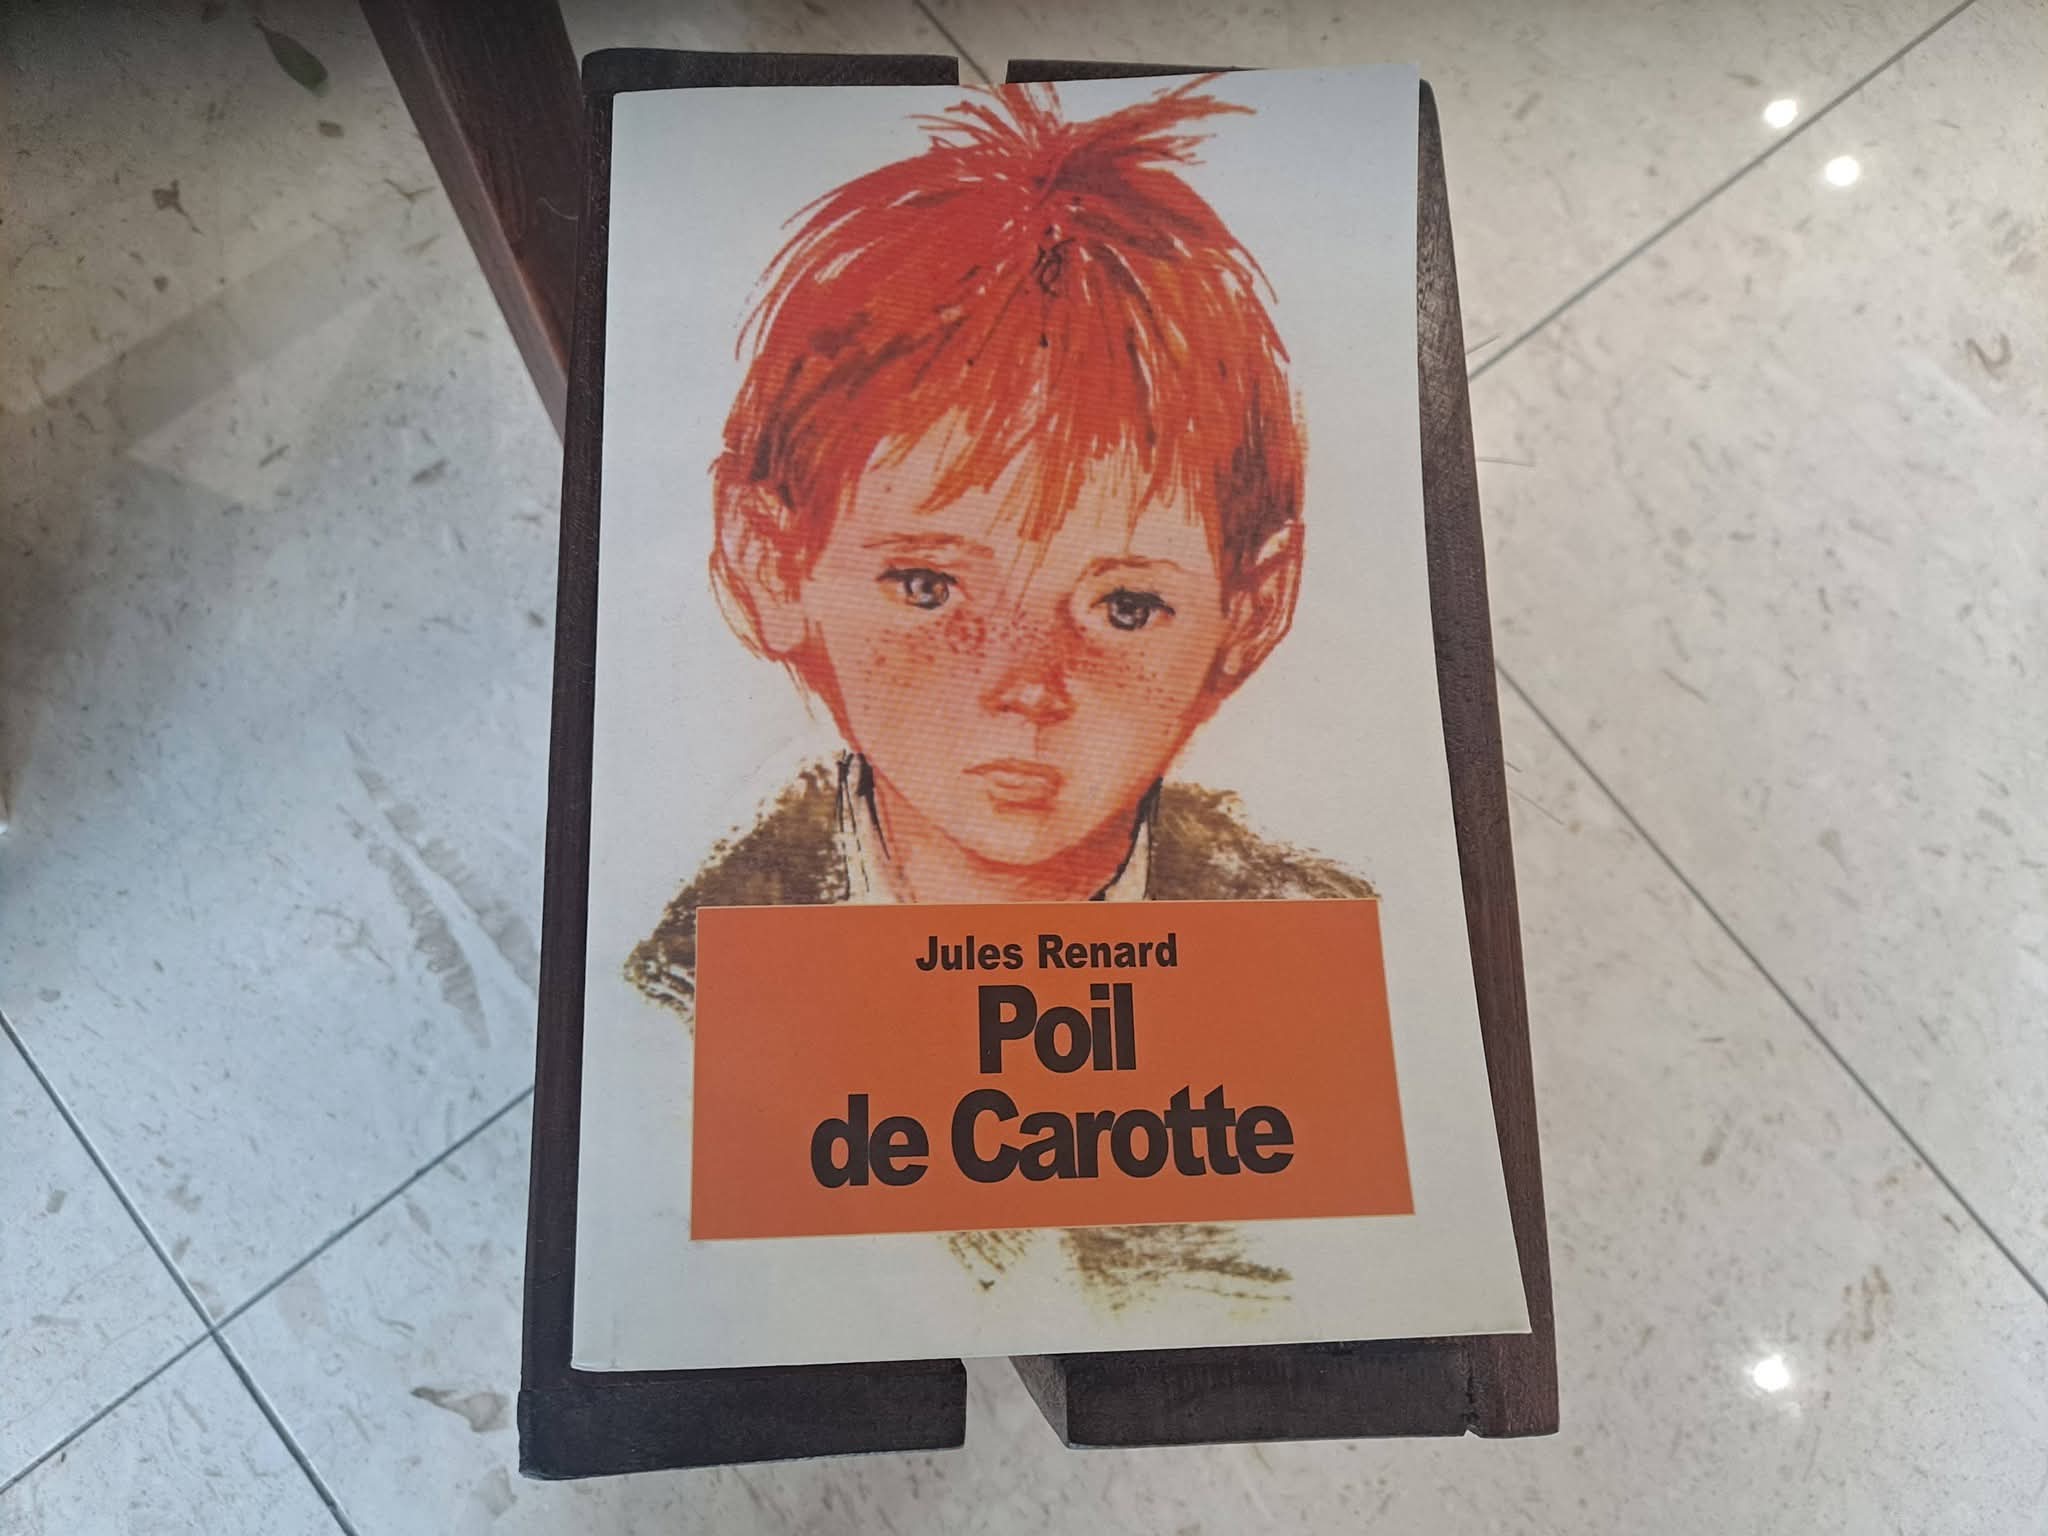 Jules Renard
Poil
de Carotte